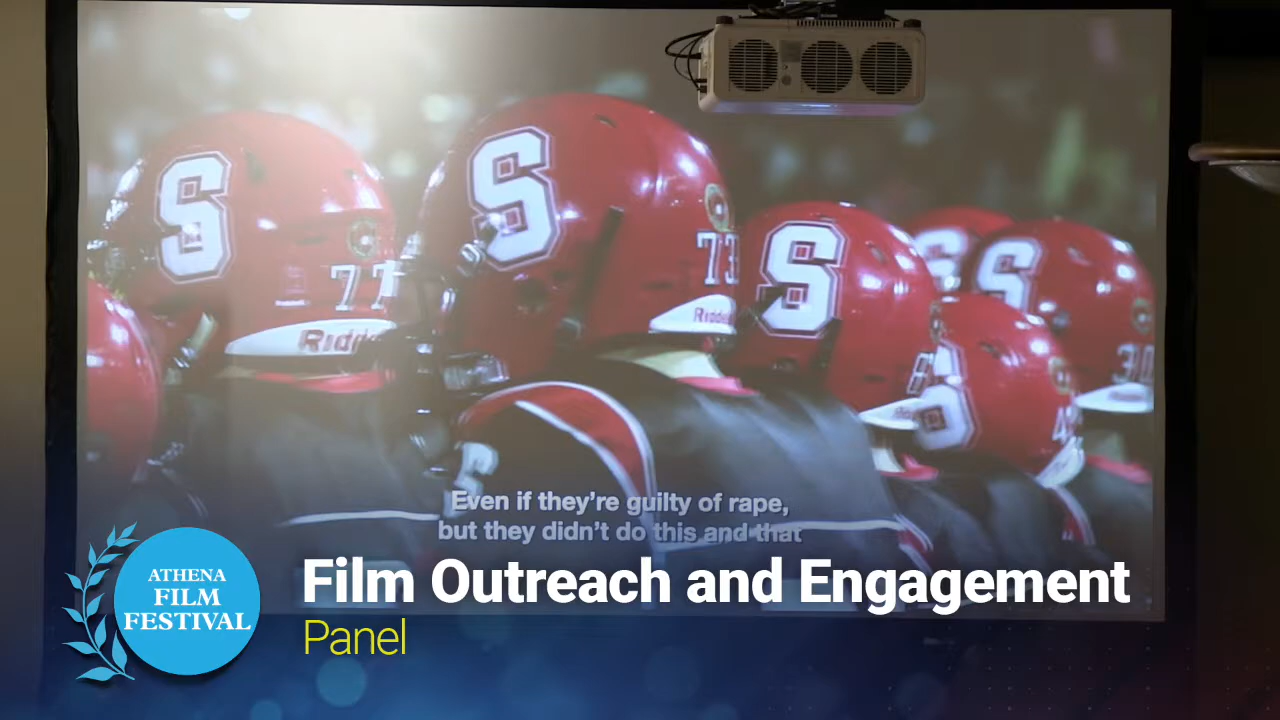 S
S
S
S
S
77
73
Riddell
30
S
S
Even if they're guilty of rape,
but they didn't do this and that
Film Outreach and Engagement
Panel
ATHENA
FILM
FESTIVAL